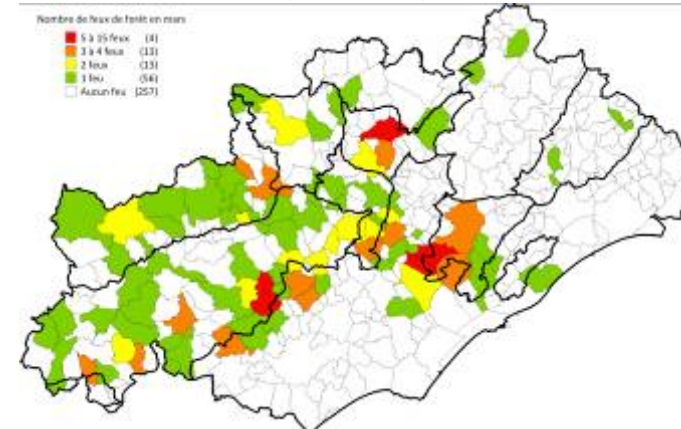 Nombre de feux de forêt en mars
5 à 15 feux (4)
3 à 4 feux (13)
2 feux (13)
1 feu (56)
Aucun feu (257)